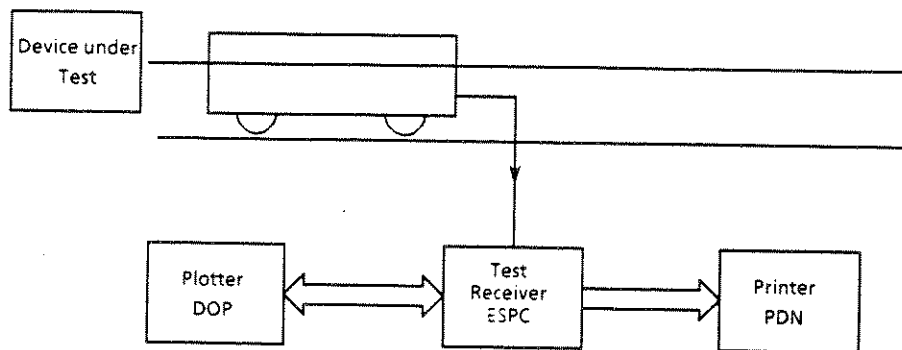 Device under
Test
Plotter
DOP
Test
Receiver
ESPC
Printer
PDN